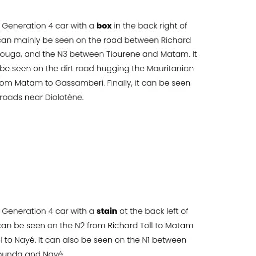 Generation 4 car with a box in the back right of
can mainly be seen on the road between Richard
ouga, and the N3 between Tiourene and Matam. It
be seen on the dirt road hugging the Mauritanian
om Matam to Gassamberi. Finally, it can be seen
roads near Diolotène.
Generation 4 car with a stain at the back left of
can be seen on the N2 from Richard Toll to Matam
l to Nayé. It can also be seen on the N1 between
ounda and Nayé